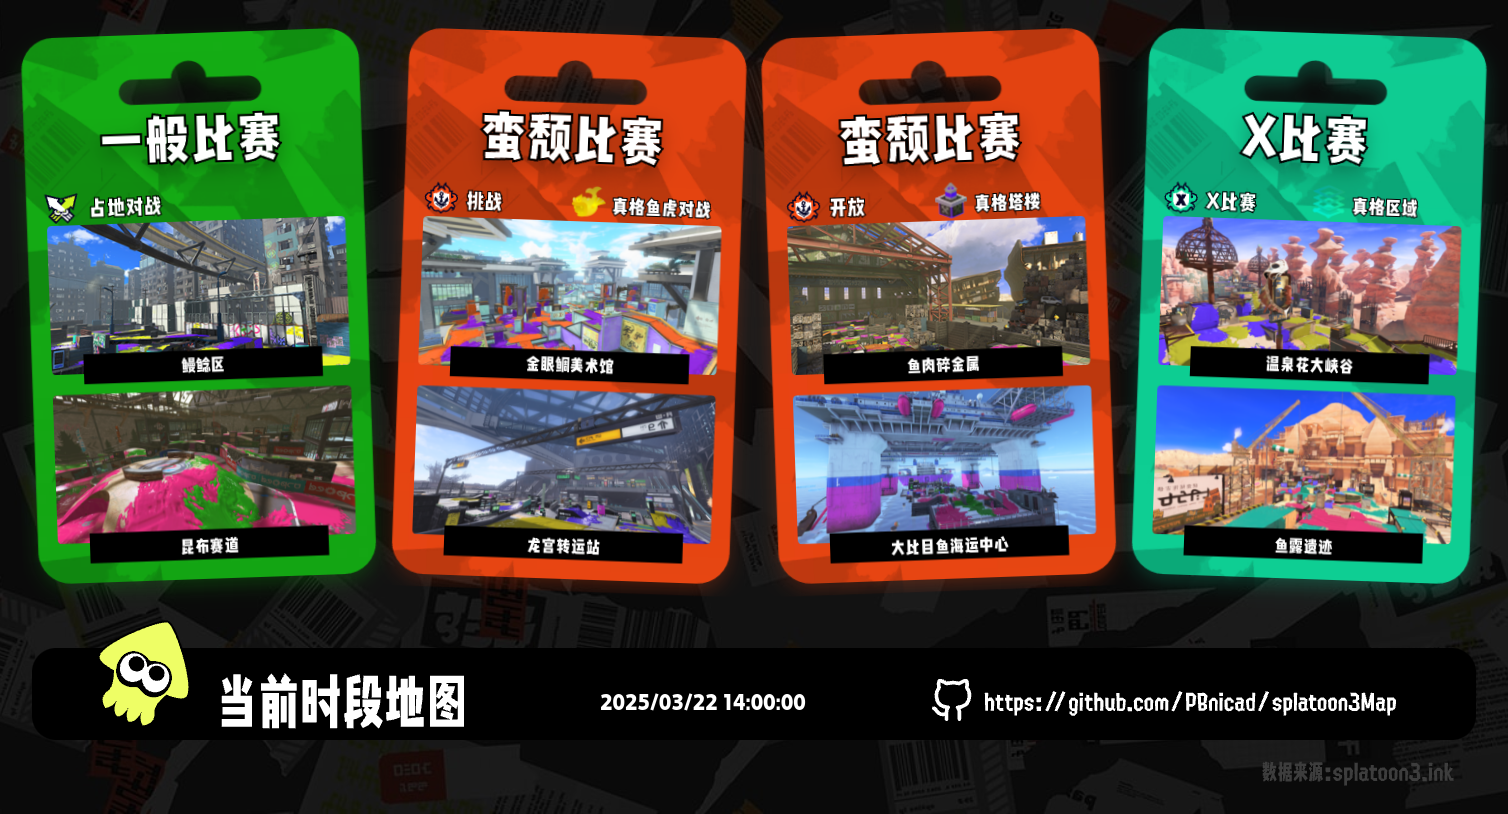 一般比赛
占地对战
鳗鲶区
昆布赛道
蛮颓比赛
挑战
真格鱼虎对战
金眼鲷美术馆
龙宫转运站
蛮颓比赛
开放
真格塔楼
鱼肉碎金属
大比目鱼海运中心
X比赛
X比赛
真格区域
温泉花大峡谷
鱼露遗迹
当前时段地图
2025/03/22 14:00:00
https://github.com/PBnicad/splatoon3Map
数据来源:splatoon3.ink